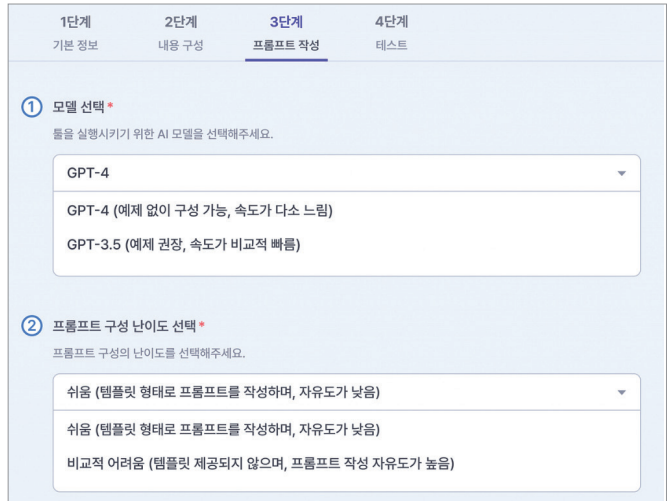 1단계 2단계 3단계 4단계
기본 정보 내용 구성 프롬프트 작성 테스트
① 모델 선택*
툴을 실행시키기 위한 AI 모델을 선택해주세요.
GPT-4
GPT-4 (예제 없이 구성 가능, 속도가 다소 느림)
GPT-3.5 (예제 권장, 속도가 비교적 빠름)
② 프롬프트 구성 난이도 선택*
프롬프트 구성의 난이도를 선택해주세요.
쉬움 (템플릿 형태로 프롬프트를 작성하며, 자유도가 낮음)
쉬움 (템플릿 형태로 프롬프트를 작성하며, 자유도가 낮음)
비교적 어려움 (템플릿 제공되지 않으며, 프롬프트 작성 자유도가 높음)